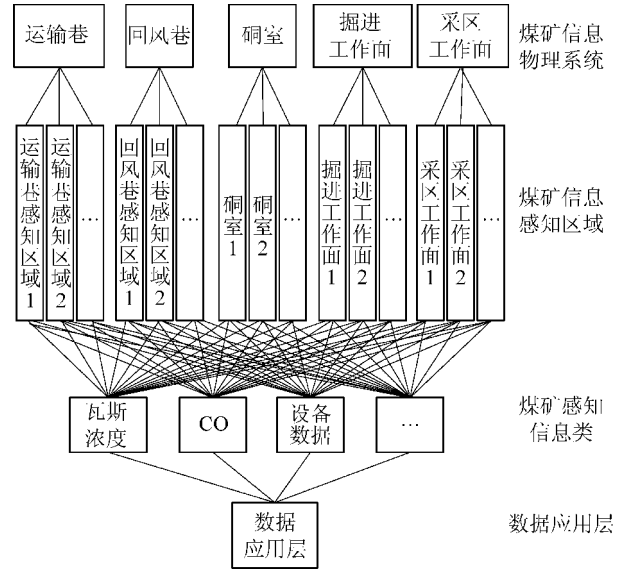 运输巷
回风巷
硐室
掘进
工作面
采区
工作面
煤矿信息
物理系统
运输巷感知区域1
运输巷感知区域2
…
回风巷感知区域1
回风巷感知区域2
…
硐室1
硐室2
…
掘进工作面1
掘进工作面2
…
采区工作面1
采区工作面2
…
煤矿信息
感知区域
瓦斯
浓度
CO
设备
数据
…
煤矿感知
信息类
数据
应用层
数据应用层